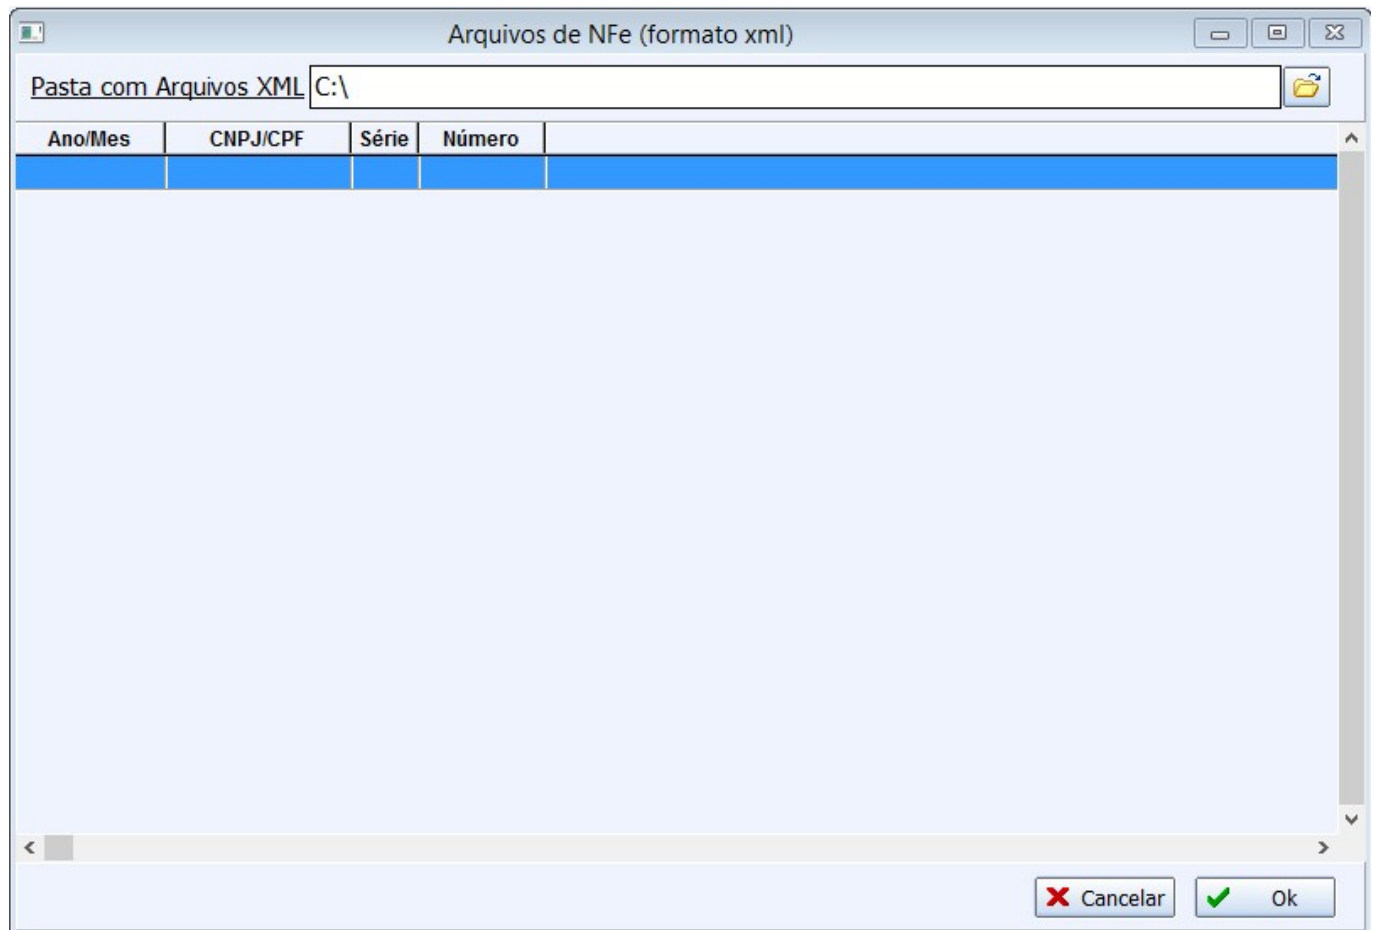 Arquivos de NFe (formato xml)
Pasta com Arquivos XML C:\
Ano/Mes CNPJ/CPF Série Número
Cancelar Ok